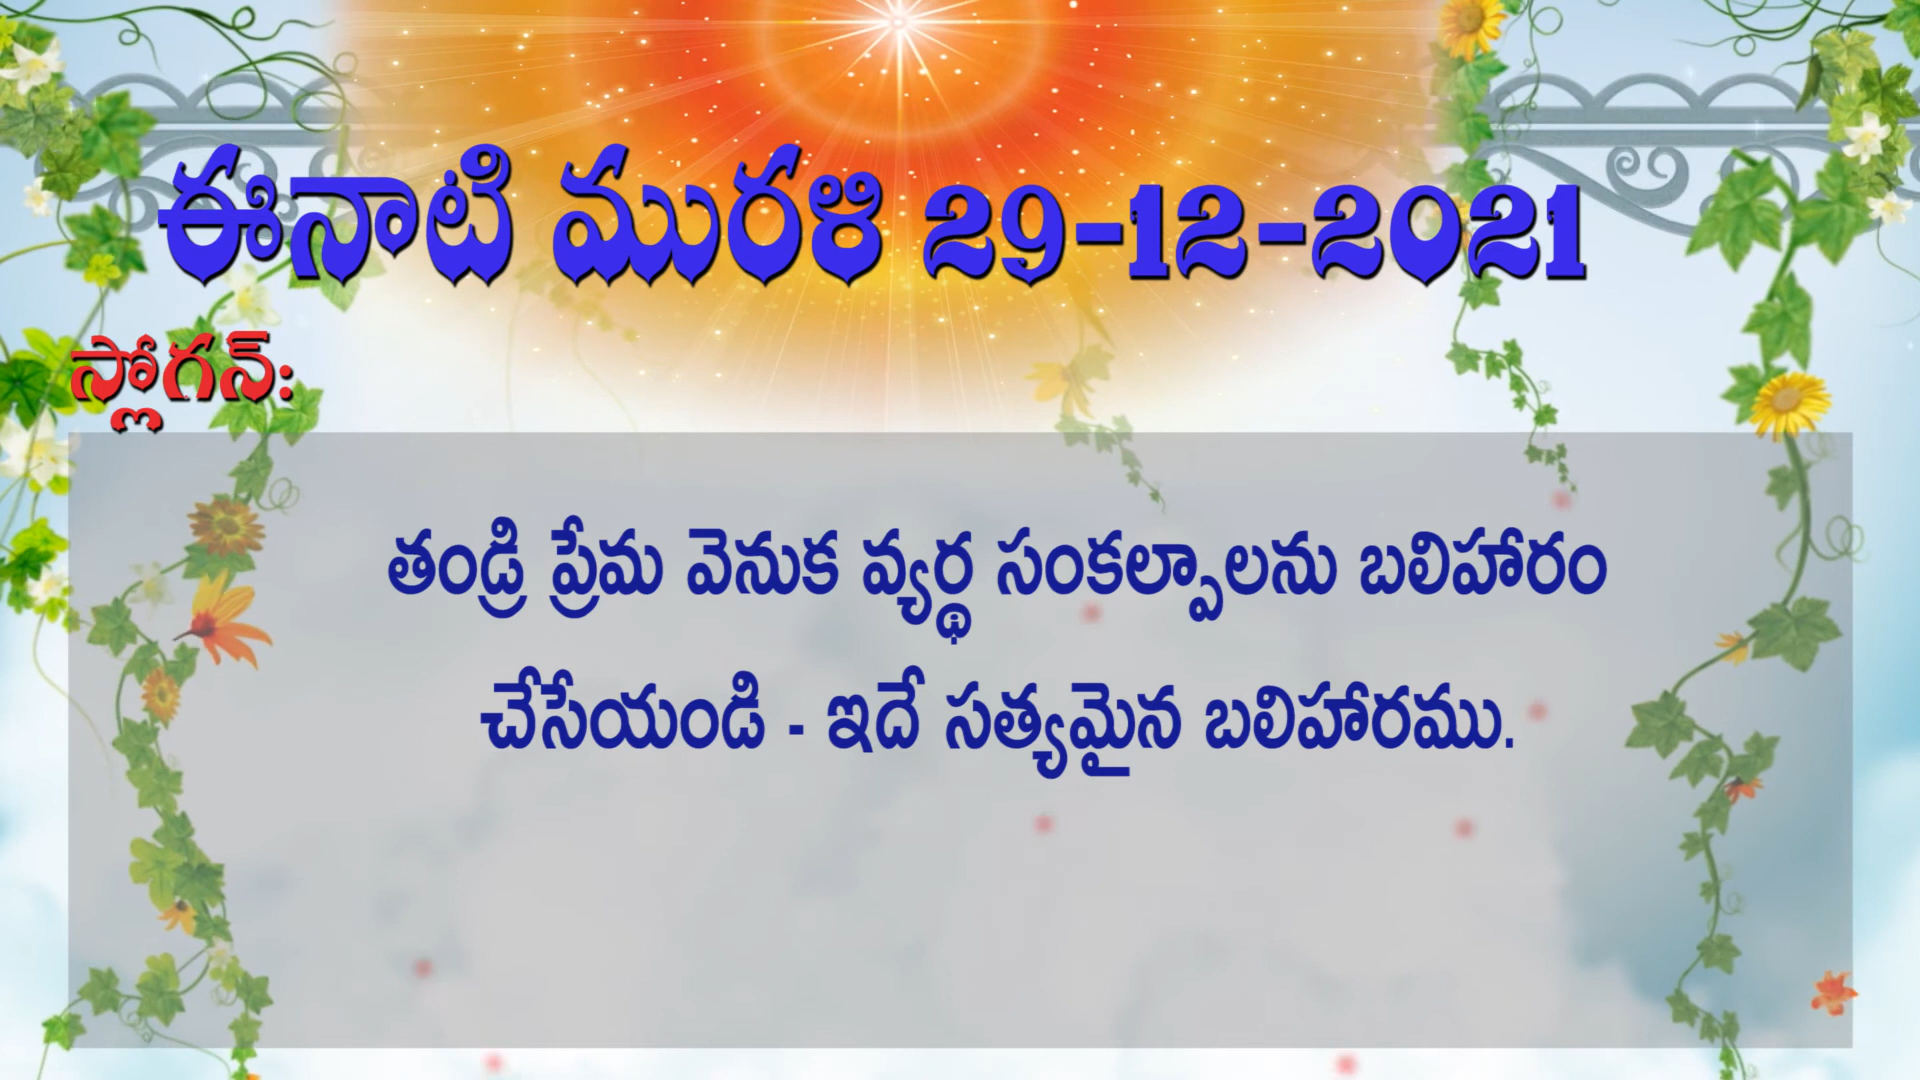 ఈనాటి మురళి 29-12-2021
స్లోగన్:
తండ్రి ప్రేమ వెనుక వ్యర్థ సంకల్పాలను బలిహారం
చేసేయండి - ఇదే సత్యమైన బలిహారము.